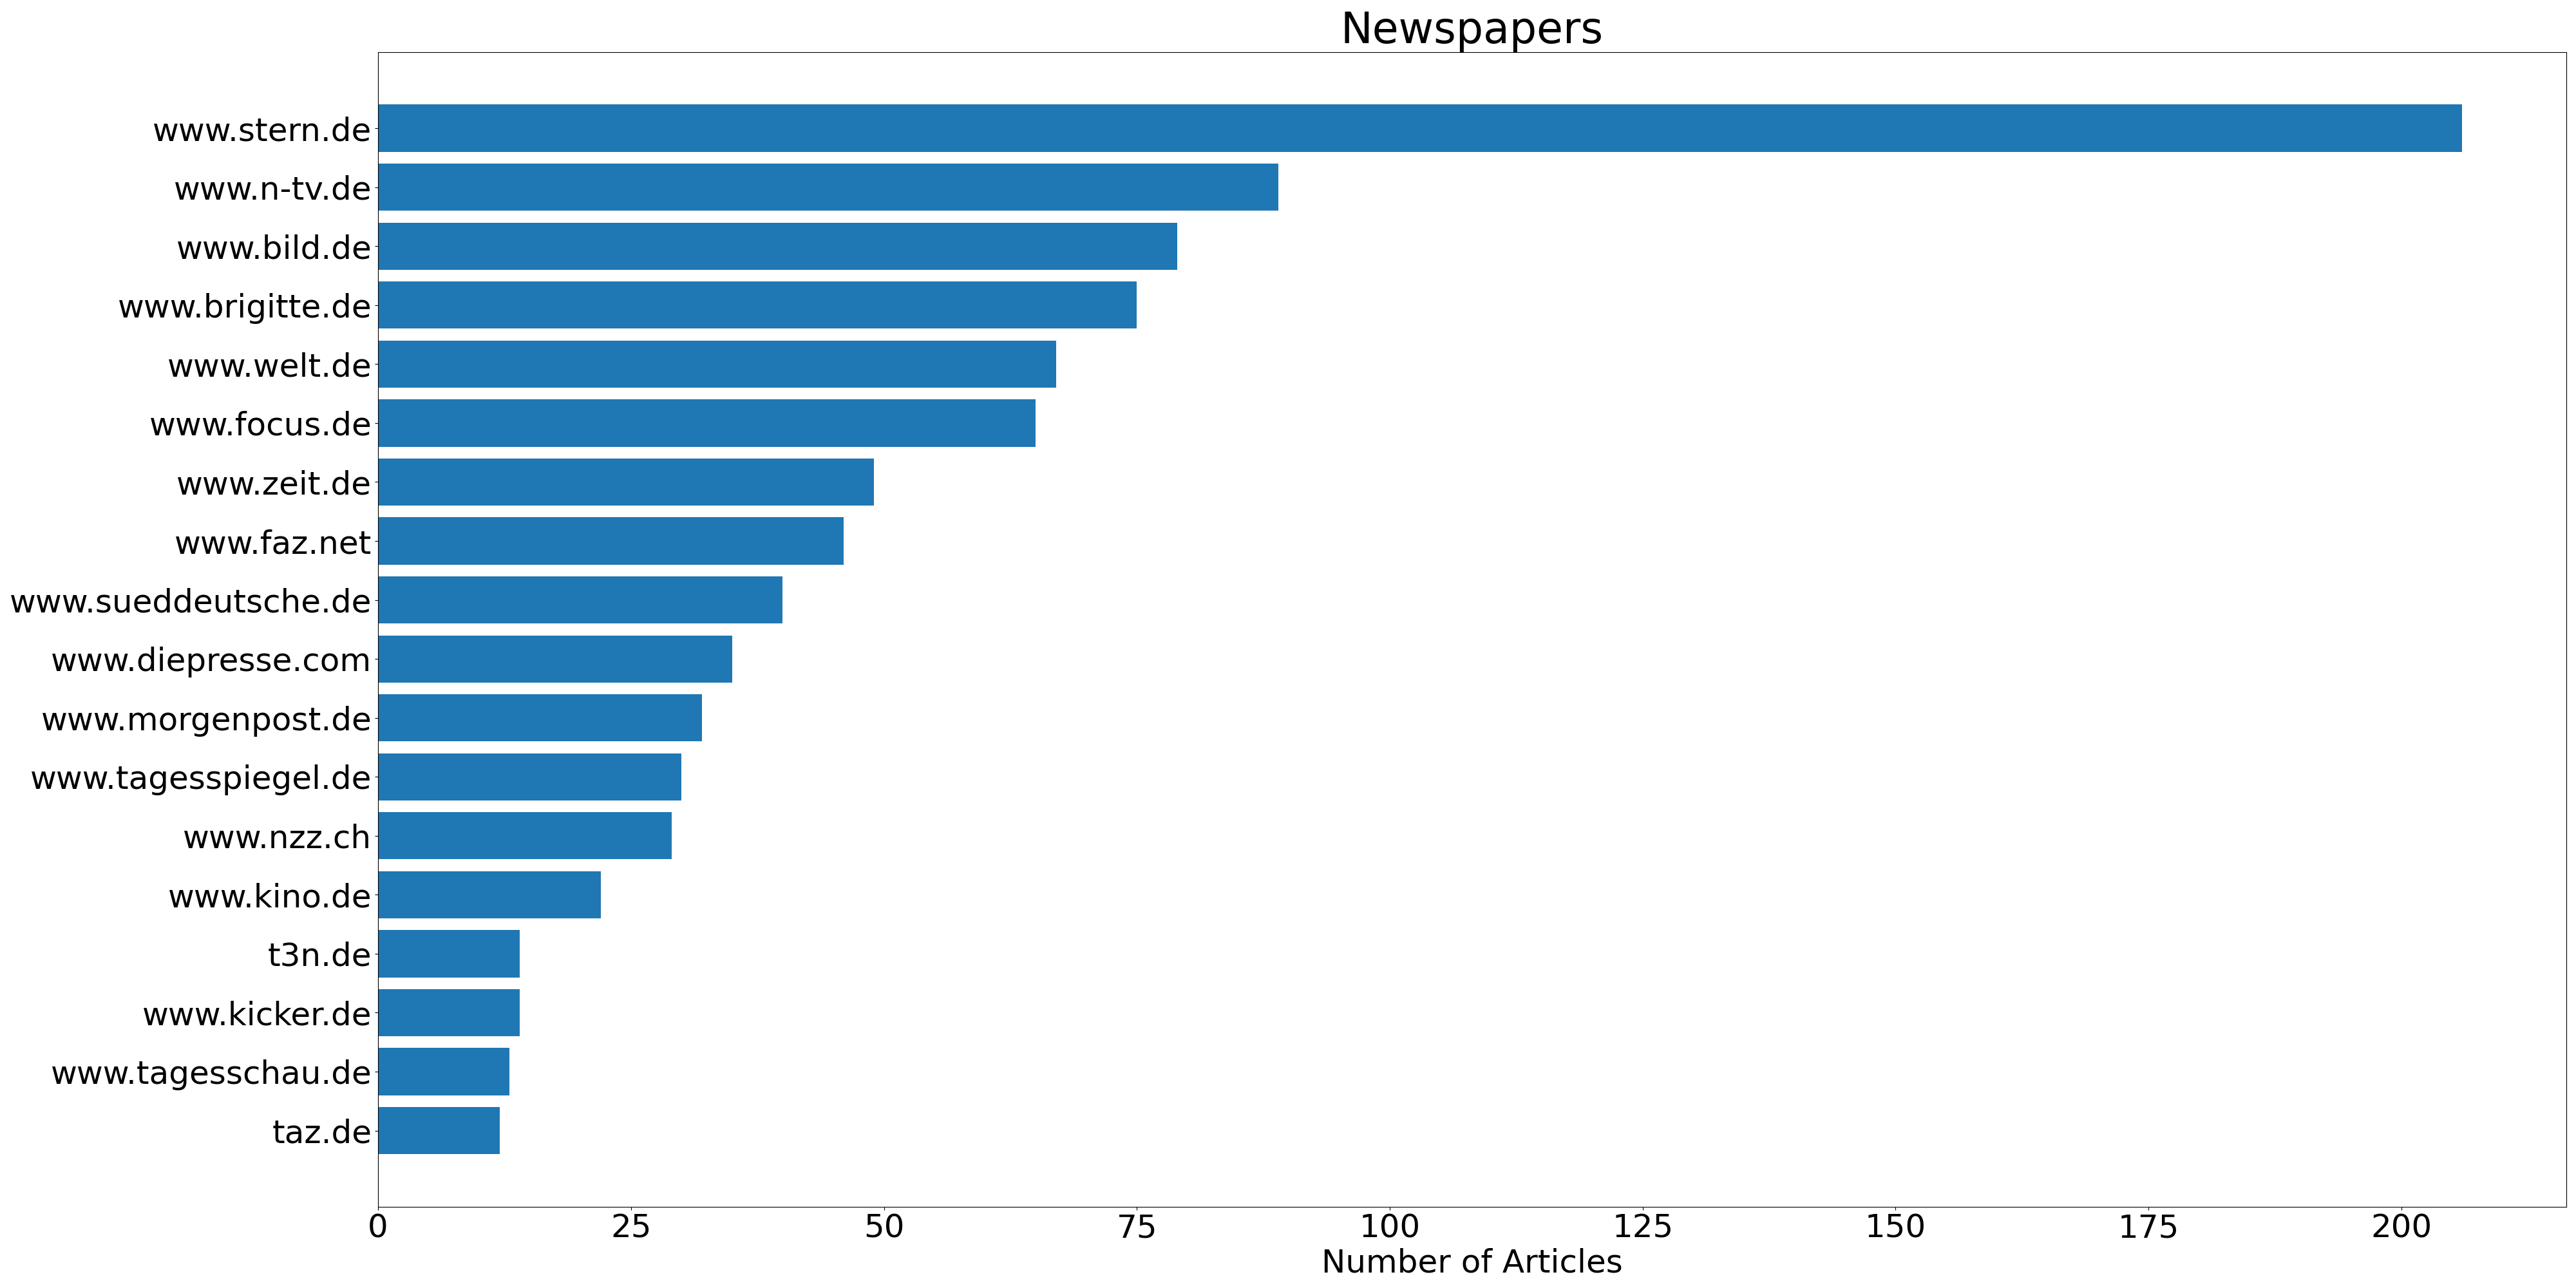 Newspapers
www.stern.de
www.n-tv.de
www.bild.de
www.brigitte.de
www.welt.de
www.focus.de
www.zeit.de
www.faz.net
www.sueddeutsche.de
www.diepresse.com
www.morgenpost.de
www.tagesspiegel.de
www.nzz.ch
www.kino.de
t3n.de
www.kicker.de
www.tagesschau.de
taz.de
0 25 50 75 100 125 150 175 200
Number of Articles